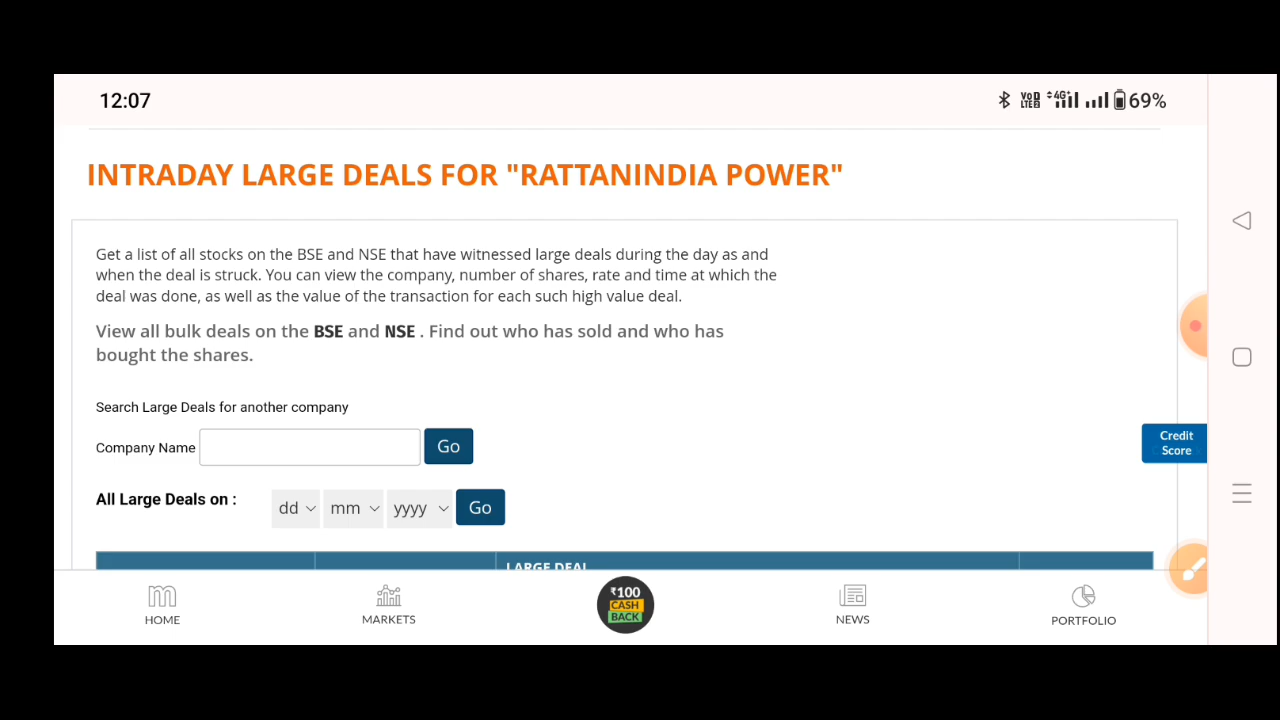 12:07
VoD LTE2 4G+ 69%
INTRADAY LARGE DEALS FOR "RATTANINDIA POWER"
Get a list of all stocks on the BSE and NSE that have witnessed large deals during the day as and
when the deal is struck. You can view the company, number of shares, rate and time at which the
deal was done, as well as the value of the transaction for each such high value deal.
View all bulk deals on the BSE and NSE . Find out who has sold and who has
bought the shares.
Search Large Deals for another company
Company Name Go
Credit
Score
All Large Deals on : dd mm yyyy Go
LARGE DEAL
₹100
CASH
BACK
HOME MARKETS NEWS PORTFOLIO